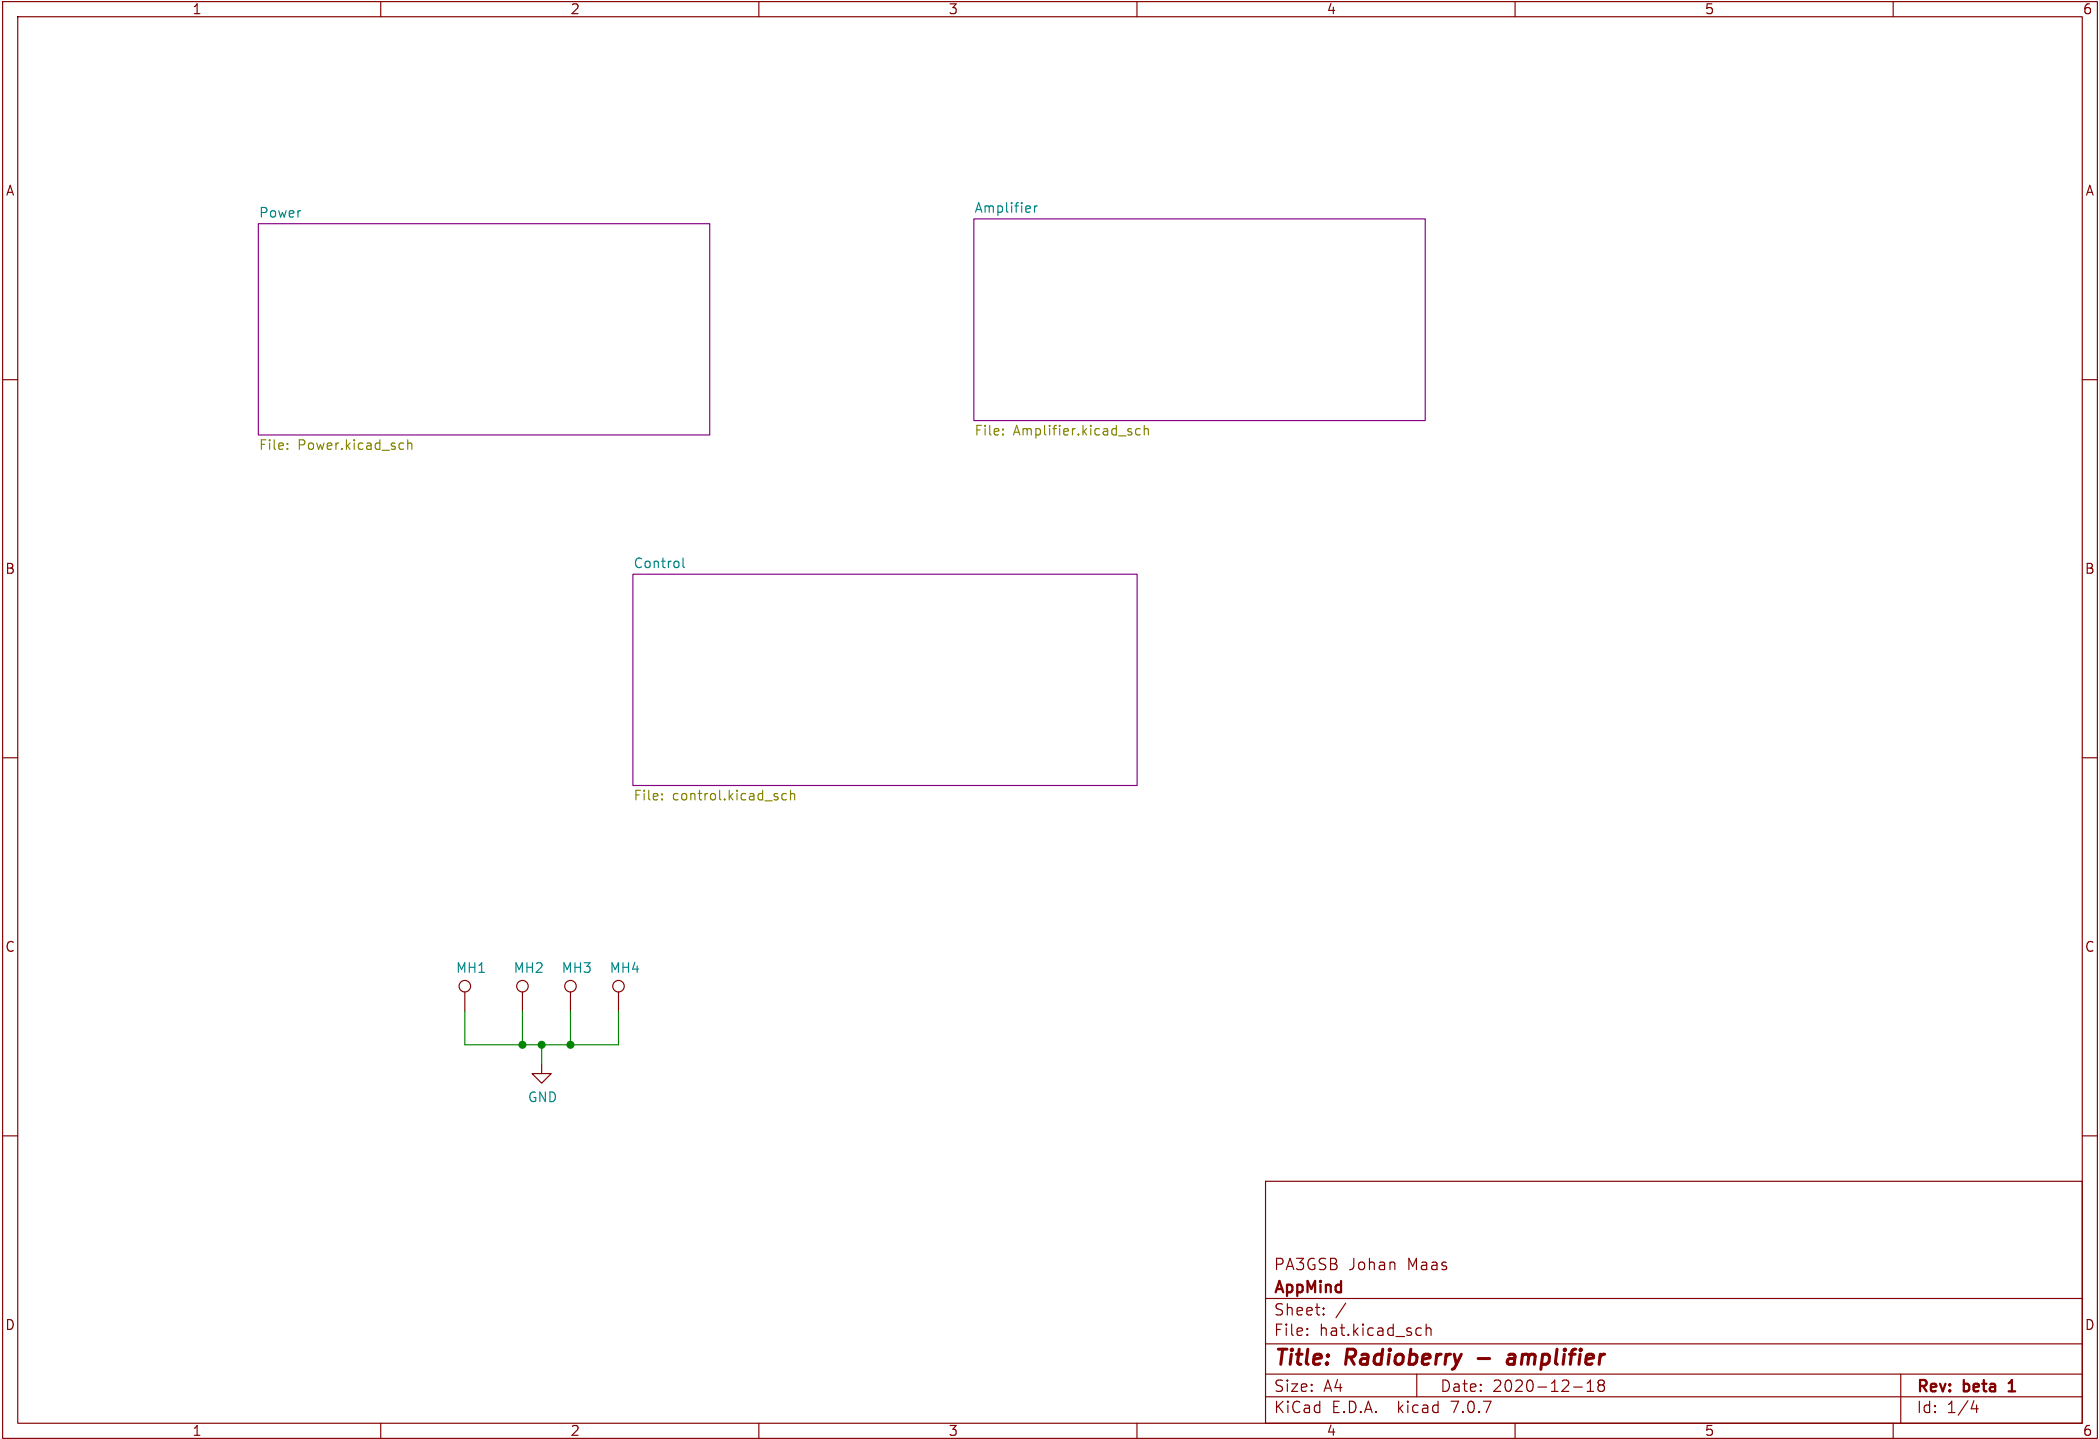 1 2 3 4 5 6
A A
Power
Amplifier
File: Power.kicad_sch
File: Amplifier.kicad_sch
B B
Control
File: control.kicad_sch
C C
MH1 MH2 MH3 MH4
GND
PA3GSB Johan Maas
AppMind
Sheet: /
File: hat.kicad_sch
D D
Title: Radioberry - amplifier
Size: A4 Date: 2020-12-18 Rev: beta 1
KiCad E.D.A. kicad 7.0.7 Id: 1/4
1 2 3 4 5 6